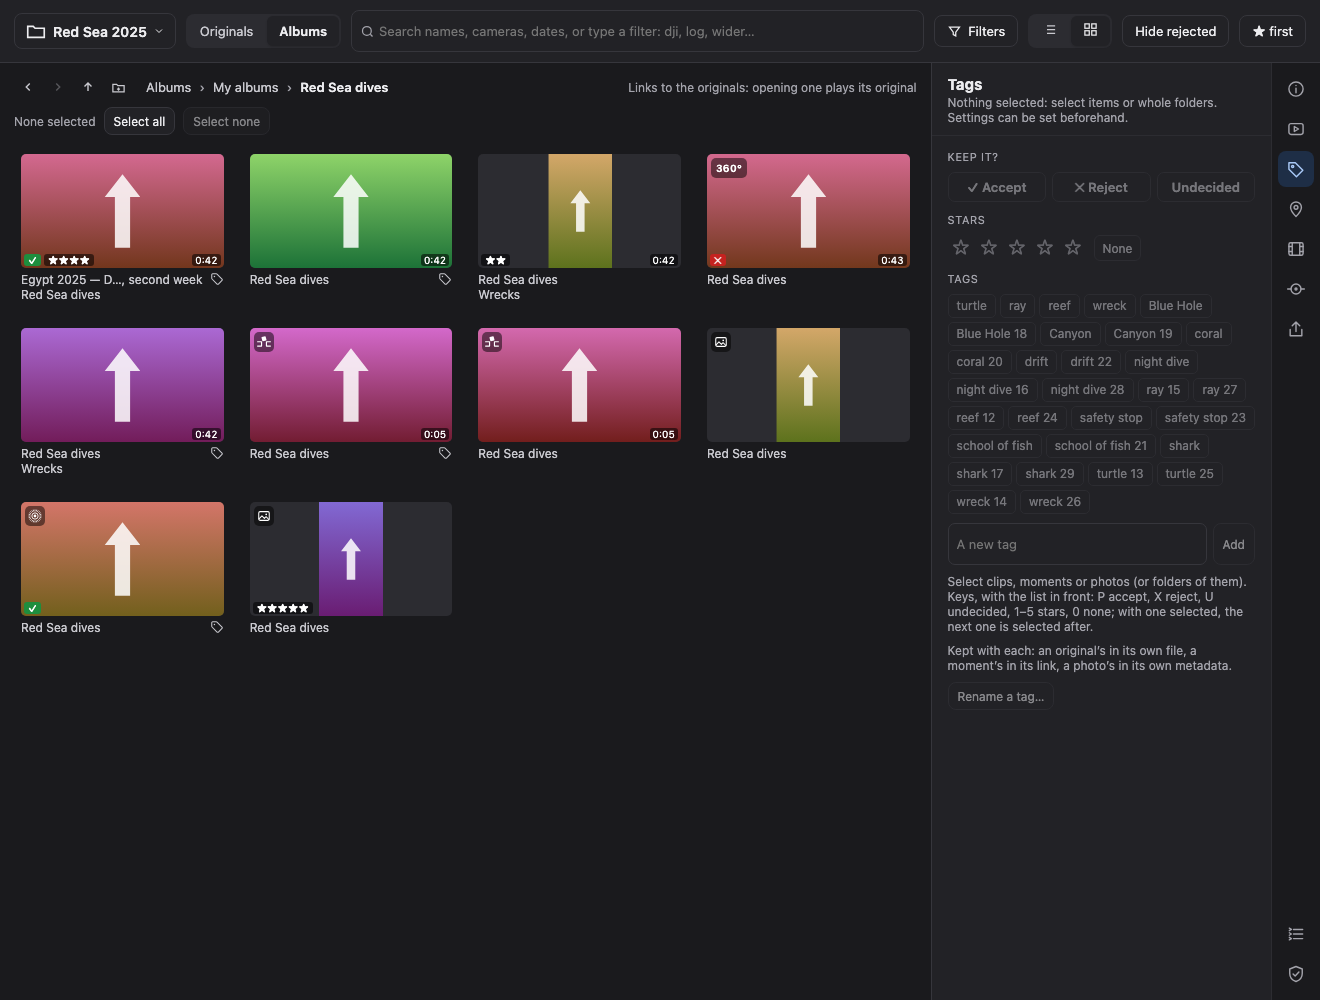 Red Sea 2025
Originals
Albums
Search names, cameras, dates, or type a filter: dji, log, wider...
Filters
Hide rejected
★ first
Albums › My albums › Red Sea dives
Links to the originals: opening one plays its original
None selected
Select all
Select none
0:42
0:42
0:42
360°
0:43
Egypt 2025 — D..., second week
Red Sea dives
Red Sea dives
Red Sea dives
Wrecks
Red Sea dives
0:42
0:05
0:05
Red Sea dives
Wrecks
Red Sea dives
Red Sea dives
Red Sea dives
Red Sea dives
Red Sea dives
Tags
Nothing selected: select items or whole folders.
Settings can be set beforehand.
KEEP IT?
Accept
Reject
Undecided
STARS
None
TAGS
turtle ray reef wreck Blue Hole
Blue Hole 18 Canyon Canyon 19 coral
coral 20 drift drift 22 night dive
night dive 16 night dive 28 ray 15 ray 27
reef 12 reef 24 safety stop safety stop 23
school of fish school of fish 21 shark
shark 17 shark 29 turtle 13 turtle 25
wreck 14 wreck 26
A new tag
Add
Select clips, moments or photos (or folders of them).
Keys, with the list in front: P accept, X reject, U
undecided, 1–5 stars, 0 none; with one selected, the
next one is selected after.
Kept with each: an original's in its own file, a
moment's in its link, a photo's in its own metadata.
Rename a tag...